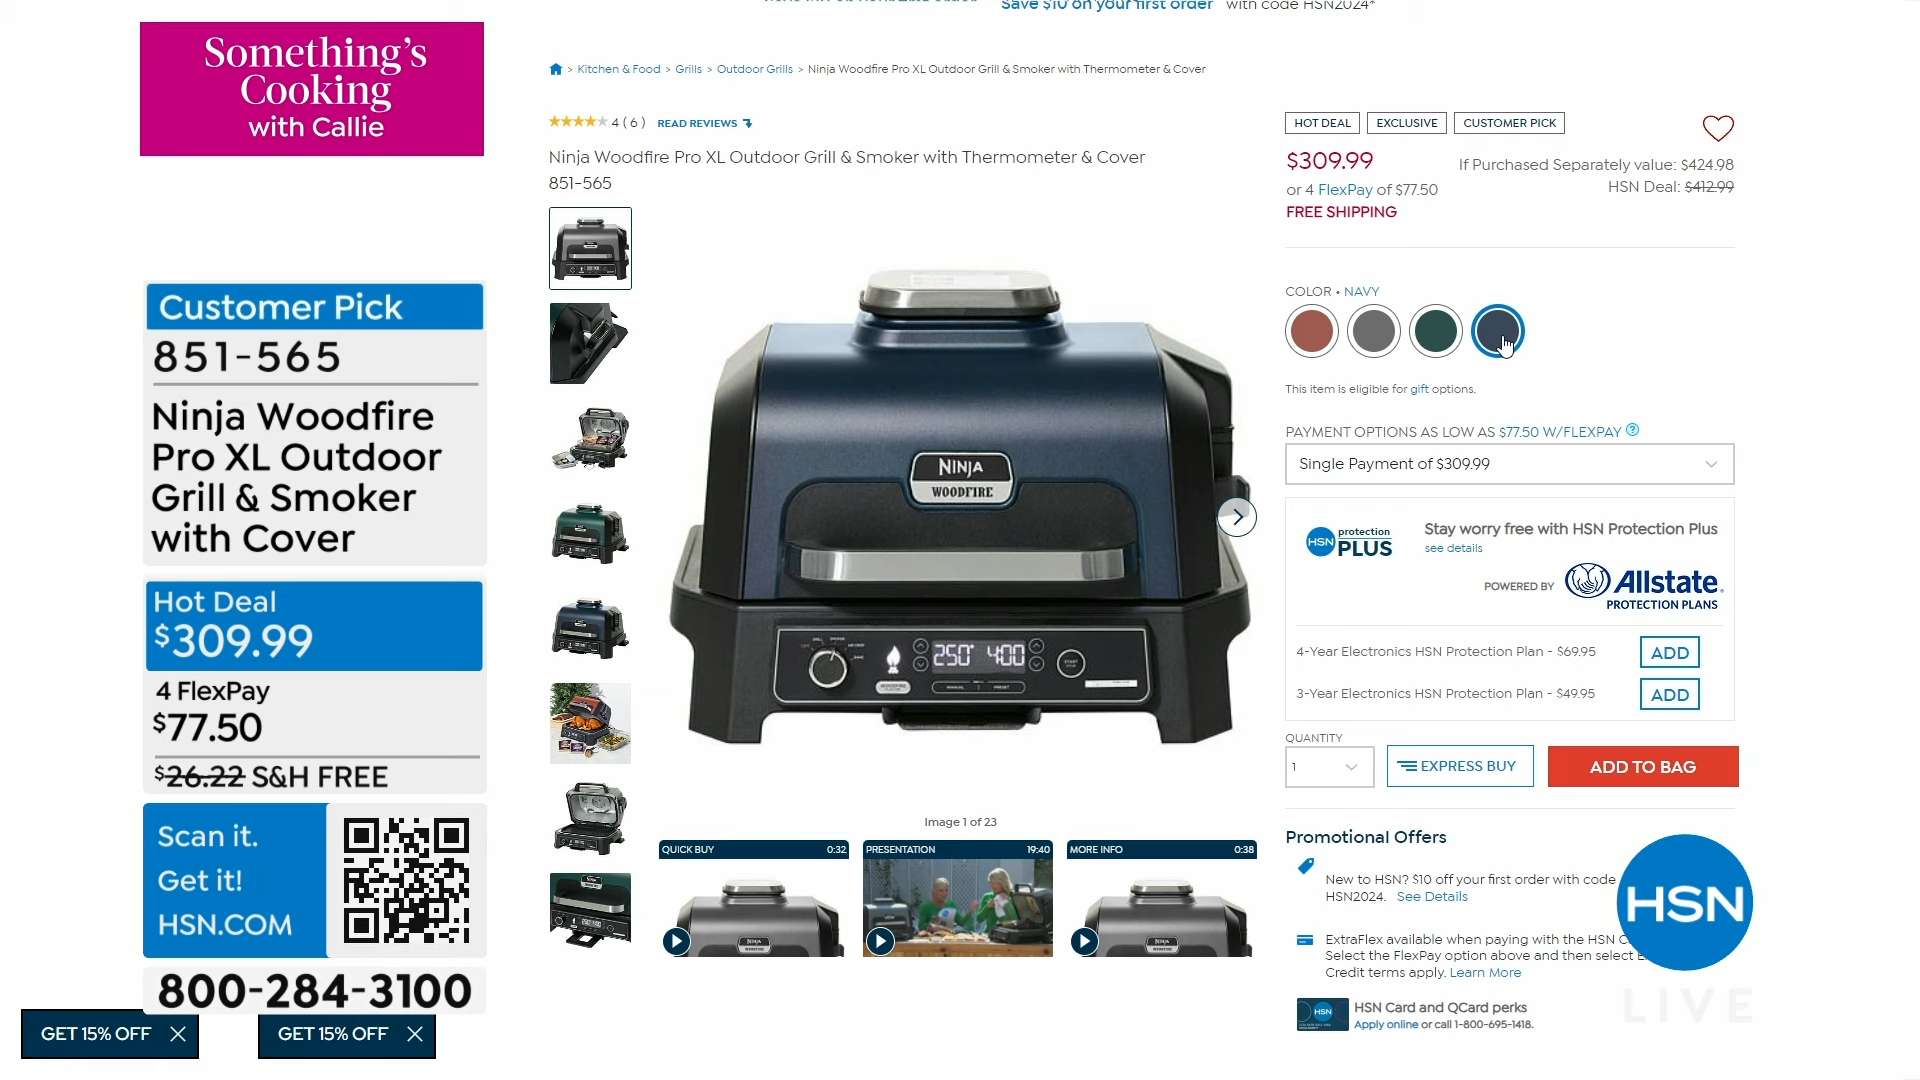 Save $10 on your first order with code HSN2024*
Something's
Cooking
with Callie
> Kitchen & Food > Grills > Outdoor Grills > Ninja Woodfire Pro XL Outdoor Grill & Smoker with Thermometer & Cover
4 ( 6 ) READ REVIEWS
Ninja Woodfire Pro XL Outdoor Grill & Smoker with Thermometer & Cover
851-565
HOT DEAL
EXCLUSIVE
CUSTOMER PICK
$309.99
If Purchased Separately value: $424.98
or 4 FlexPay of $77.50
HSN Deal: $412.99
FREE SHIPPING
COLOR • NAVY
This item is eligible for gift options.
PAYMENT OPTIONS AS LOW AS $77.50 W/FLEXPAY ?
Single Payment of $309.99
HSN protection PLUS
Stay worry free with HSN Protection Plus
see details
POWERED BY Allstate.
PROTECTION PLANS
4-Year Electronics HSN Protection Plan - $69.95 ADD
3-Year Electronics HSN Protection Plan - $49.95 ADD
QUANTITY
1
EXPRESS BUY
ADD TO BAG
Promotional Offers
New to HSN? $10 off your first order with code
HSN2024. See Details
ExtraFlex available when paying with the HSN
Select the FlexPay option above and then select
Credit terms apply. Learn More
HSN
HSN Card and QCard perks
Apply online or call 1-800-695-1418.
HSN
LIVE
NINJA
WOODFIRE
250° 400
START
MANUAL
PRESET
Image 1 of 23
QUICK BUY 0:32
PRESENTATION 19:40
MORE INFO 0:38
Customer Pick
851-565
Ninja Woodfire
Pro XL Outdoor
Grill & Smoker
with Cover
Hot Deal
$309.99
4 FlexPay
$77.50
$26.22 S&H FREE
Scan it.
Get it!
HSN.COM
800-284-3100
GET 15% OFF
GET 15% OFF